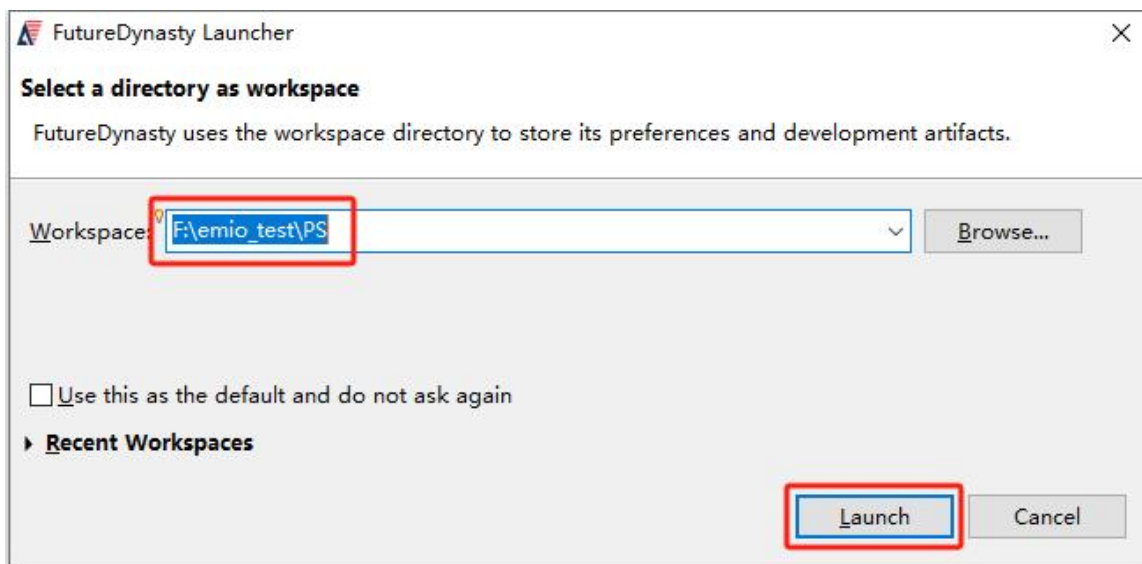 FutureDynasty Launcher
Select a directory as workspace
FutureDynasty uses the workspace directory to store its preferences and development artifacts.
Workspace: F:\emio_test\PS Browse...
Use this as the default and do not ask again
Recent Workspaces
Launch Cancel